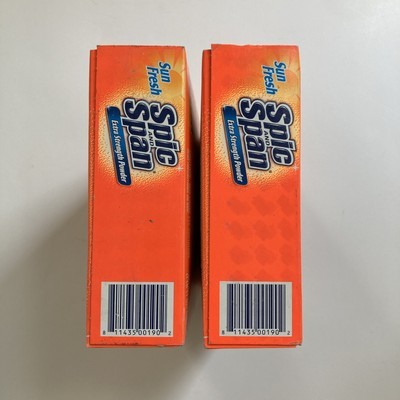 Sun
Fresh
Spic
AND
Span
Extra Strength Powder
8 11435 00190 2
Sun
Fresh
Spic
AND
Span
Extra Strength Powder
8 11435 00190 2